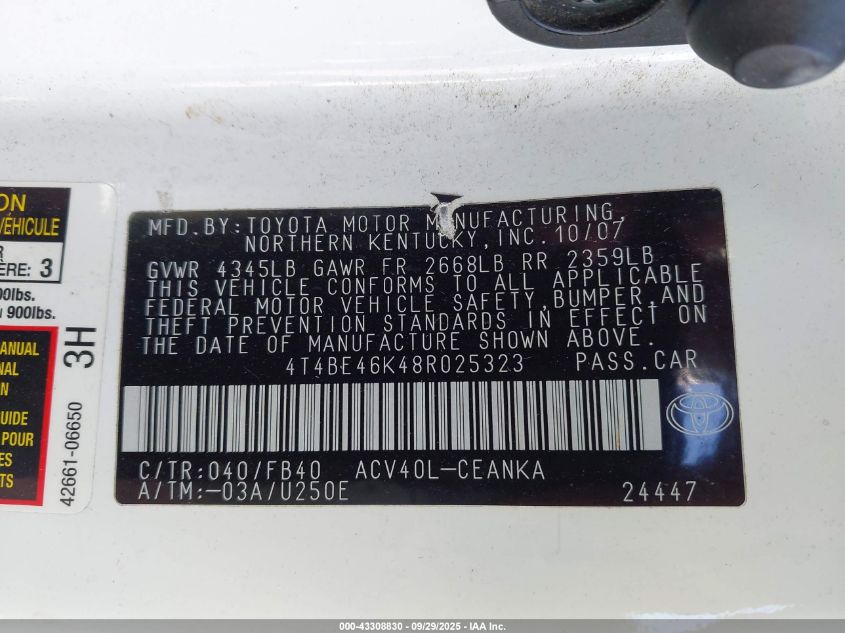 ON
VÉHICULE
R
ÈRE: 3
00lbs.
900lbs.
MANUAL
NAL
ON
GUIDE
POUR
ES
TS
42661-06650
3H
MFD.BY:TOYOTA MOTOR MANUFACTURING,
NORTHERN KENTUCKY,INC. 10/07
GVWR 4345LB GAWR FR 2668LB RR 2359LB
THIS VEHICLE CONFORMS TO ALL APPLICABLE
FEDERAL MOTOR VEHICLE SAFETY,BUMPER,AND
THEFT PREVENTION STANDARDS IN EFFECT ON
THE DATE OF MANUFACTURE SHOWN ABOVE.
4T4BE46K48R025323 PASS.CAR
C/TR:040/FB40 ACV40L-CEANKA
A/TM:-03A/U250E 24447
000-43308830 - 09/29/2025 - IAA Inc.